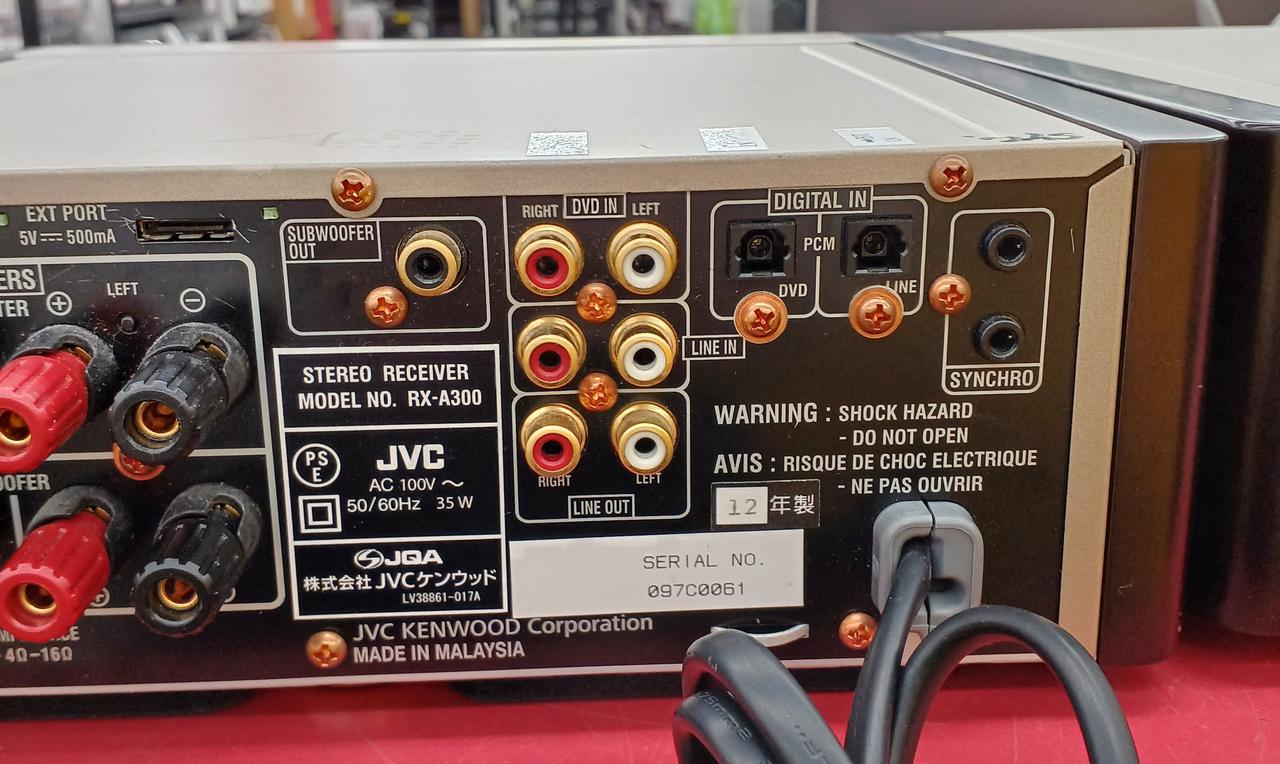 EXT PORT
5V 500mA
ERS
TER
LEFT
SUBWOOFER
OUT
RIGHT
DVD IN
LEFT
DIGITAL IN
PCM
DVD
LINE
LINE IN
SYNCHRO
STEREO RECEIVER
MODEL NO. RX-A300
PS
E
JVC
AC 100V ~
50/60Hz 35W
JQA
株式会社 JVCケンウッド
LV38861-017A
RIGHT
LEFT
LINE OUT
WARNING : SHOCK HAZARD
- DO NOT OPEN
AVIS : RISQUE DE CHOC ELECTRIQUE
- NE PAS OUVRIR
12 年製
SERIAL NO.
097C0061
OOFER
4Ω-16Ω
JVC KENWOOD Corporation
MADE IN MALAYSIA